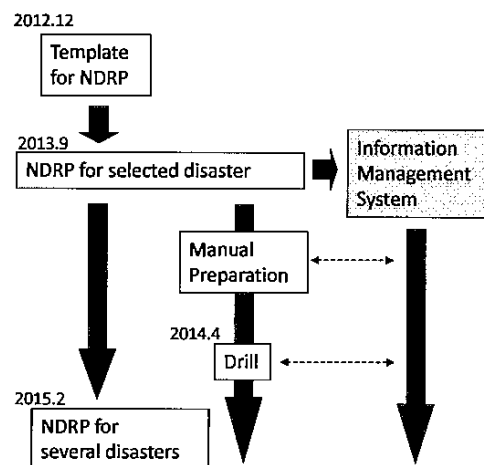 2012.12
Template
for NDRP
2013.9
NDRP for selected disaster
Information
Management
System
Manual
Preparation
2014.4
Drill
2015.2
NDRP for
several disasters